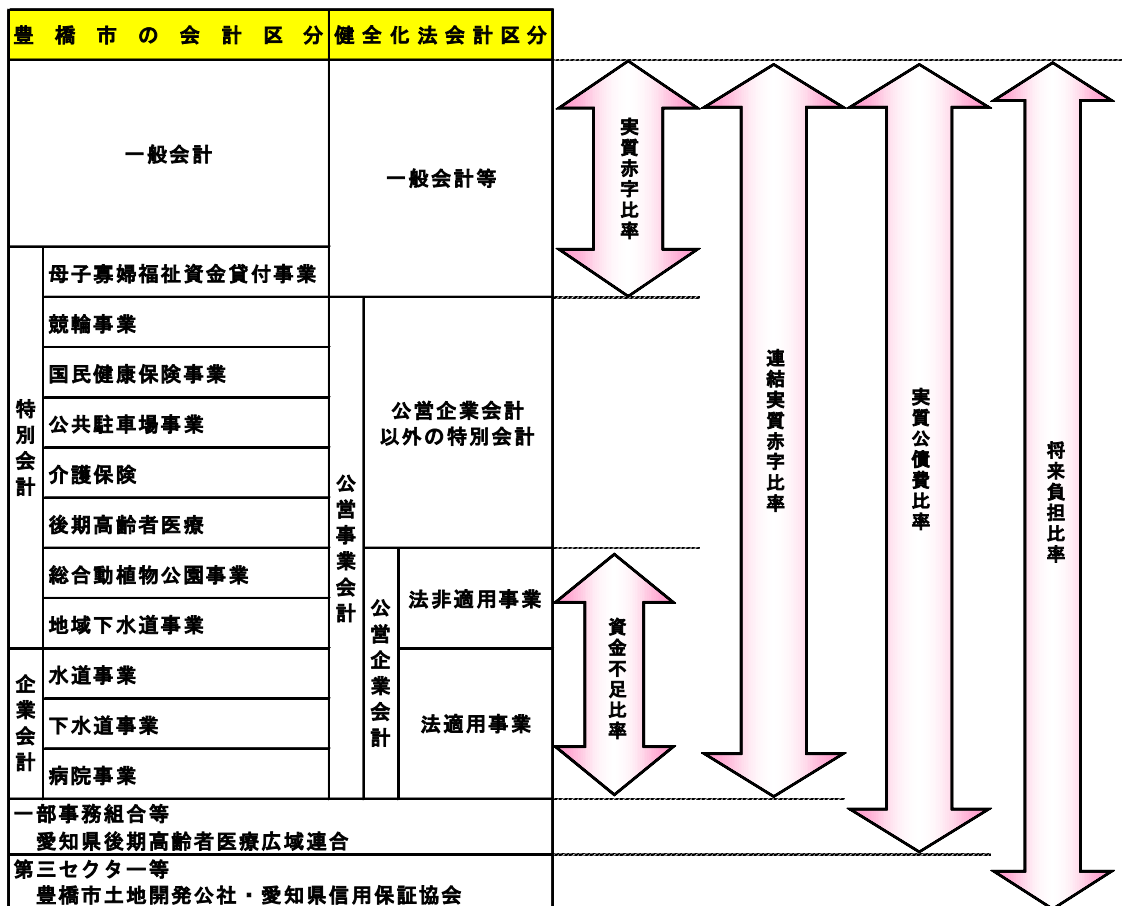 豊橋市の会計区分
健全化法会計区分
一般会計
一般会計等
実質赤字比率
特別会計
母子寡婦福祉資金貸付事業
競輪事業
国民健康保険事業
公共駐車場事業
介護保険
後期高齢者医療
総合動植物公園事業
地域下水道事業
公営事業会計
公営企業会計
以外の特別会計
公営企業会計
法非適用事業
法適用事業
企業会計
水道事業
下水道事業
病院事業
資金不足比率
連結実質赤字比率
実質公債費比率
将来負担比率
一部事務組合等
愛知県後期高齢者医療広域連合
第三セクター等
豊橋市土地開発公社・愛知県信用保証協会